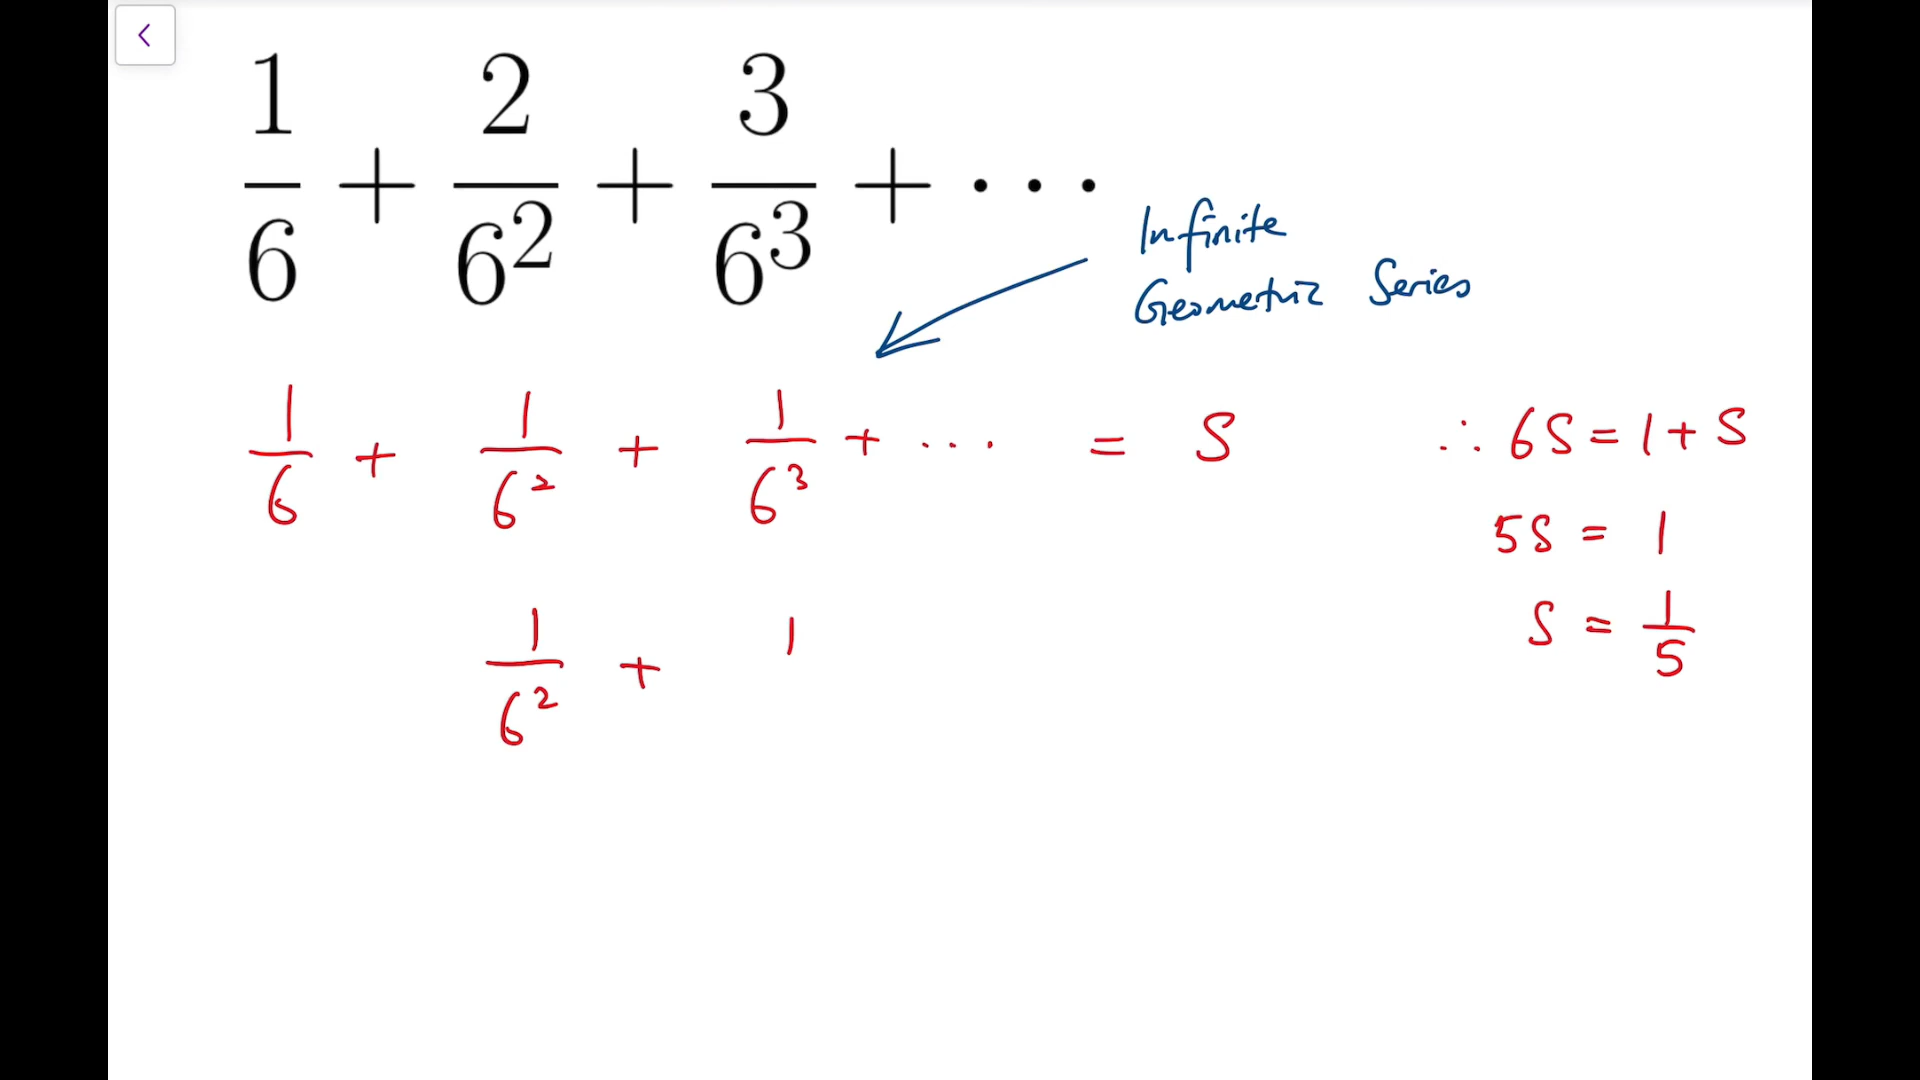 1/6 + 2/6² + 3/6³ + ⋯
Infinite
Geometric Series
1/6 + 1/6² + 1/6³ + ... = S
∴ 6S = 1 + S
5S = 1
S = 1/5
1/6² + 1